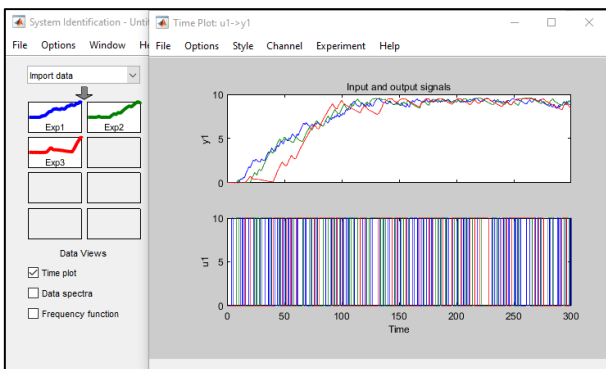 System Identification - Unti
File Options Window He
Import data
Exp1 Exp2
Exp3
Data Views
Time plot
Data spectra
Frequency function
Time Plot: u1->y1
File Options Style Channel Experiment Help
Input and output signals
10
5
0
y1
10
5
0
u1
0 50 100 150 200 250 300
Time